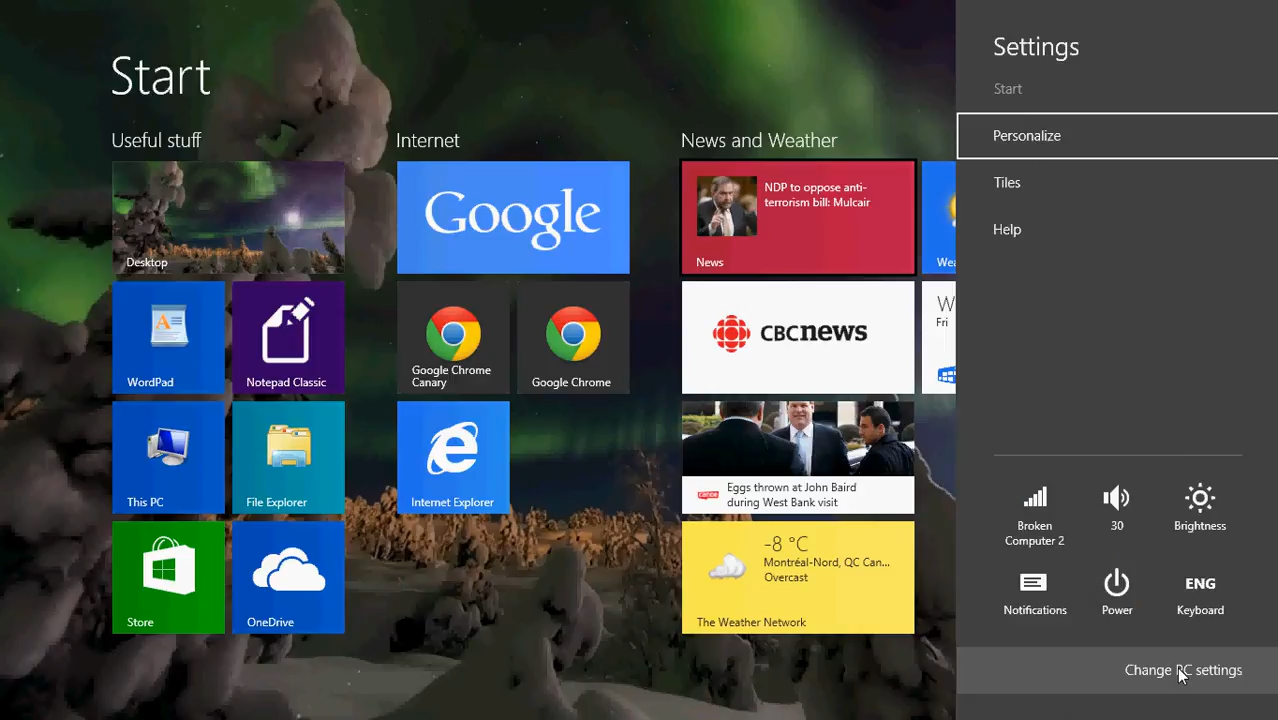 Start
Useful stuff
Desktop
WordPad
Notepad Classic
This PC
File Explorer
Store
OneDrive
Internet
Google
Google Chrome
Canary
Google Chrome
Internet Explorer
News and Weather
NDP to oppose anti-
terrorism bill: Mulcair
News
CBCnews
canoe
Eggs thrown at John Baird
during West Bank visit
-8 °C
Montréal-Nord, QC Can...
Overcast
The Weather Network
Wea
W
Fri
Settings
Start
Personalize
Tiles
Help
Broken
Computer 2
30
Brightness
Notifications
Power
ENG
Keyboard
Change PC settings